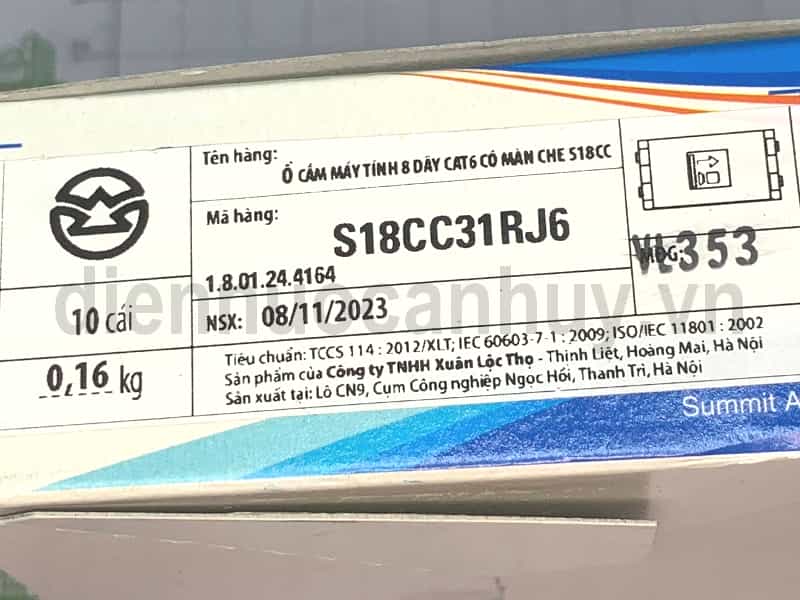 Tên hàng:
Ổ CẮM MÁY TÍNH 8 DÂY CAT6 CÓ MÀN CHE S18CC
Mã hàng:
S18CC31RJ6
1.8.01.24.4164
MĐG:
VL353
10 cái
NSX: 08/11/2023
0,16 kg
Tiêu chuẩn: TCCS 114 : 2012/XLT; IEC 60603-7-1 : 2009; ISO/IEC 11801 : 2002
Sản phẩm của Công ty TNHH Xuân Lộc Thọ - Thịnh Liệt, Hoàng Mai, Hà Nội
Sản xuất tại: Lô CN9, Cụm Công nghiệp Ngọc Hồi, Thanh Trì, Hà Nội
Summit A
diennuocanhuy.vn